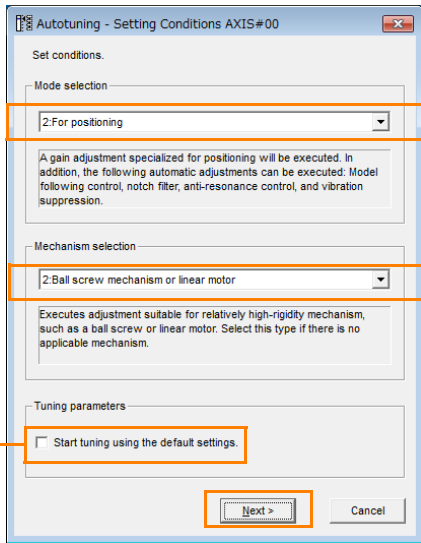 Autotuning - Setting Conditions AXIS#00
Set conditions.
Mode selection
2:For positioning
A gain adjustment specialized for positioning will be executed. In
addition, the following automatic adjustments can be executed: Model
following control, notch filter, anti-resonance control, and vibration
suppression.
Mechanism selection
2:Ball screw mechanism or linear motor
Executes adjustment suitable for relatively high-rigidity mechanism,
such as a ball screw or linear motor. Select this type if there is no
applicable mechanism.
Tuning parameters
Start tuning using the default settings.
Next >
Cancel